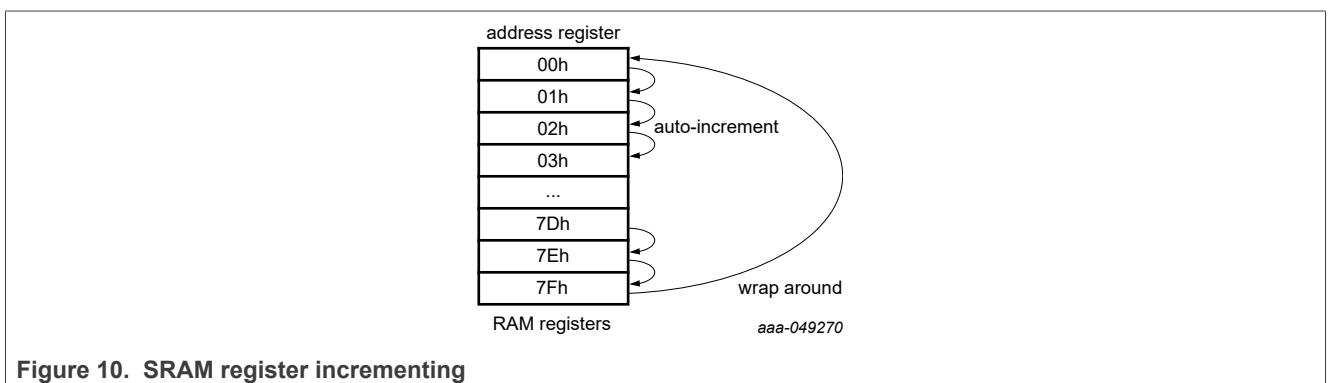 address register
00h
01h
02h
auto-increment
03h
...
7Dh
7Eh
7Fh
wrap around
RAM registers
aaa-049270
Figure 10. SRAM register incrementing